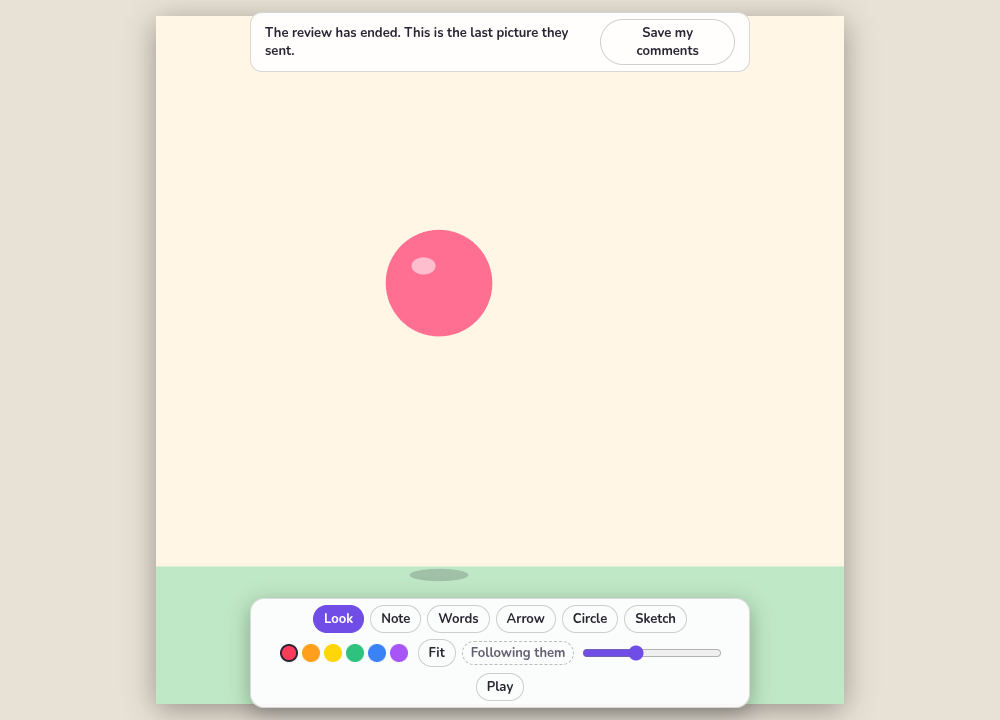 The review has ended. This is the last picture they
sent.
Save my
comments
Look
Note
Words
Arrow
Circle
Sketch
Fit
Following them
Play